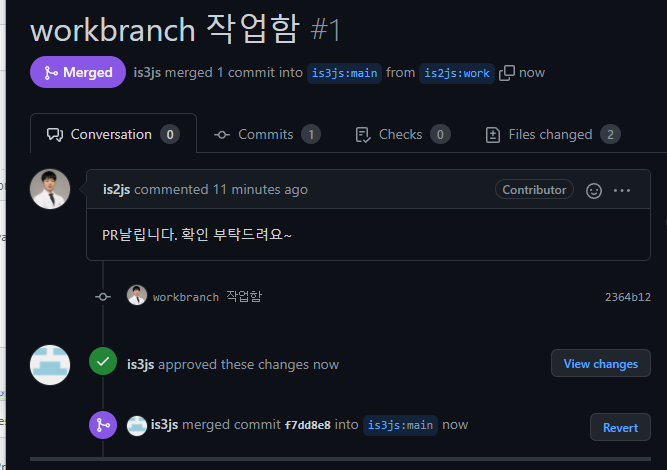 workbranch 작업함 #1
Merged is3js merged 1 commit into is3js:main from is2js:work now
Conversation 0 Commits 1 Checks 0 Files changed 2
is2js commented 11 minutes ago Contributor
PR날립니다. 확인 부탁드려요~
workbranch 작업함 2364b12
is3js approved these changes now View changes
is3js merged commit f7dd8e8 into is3js:main now Revert